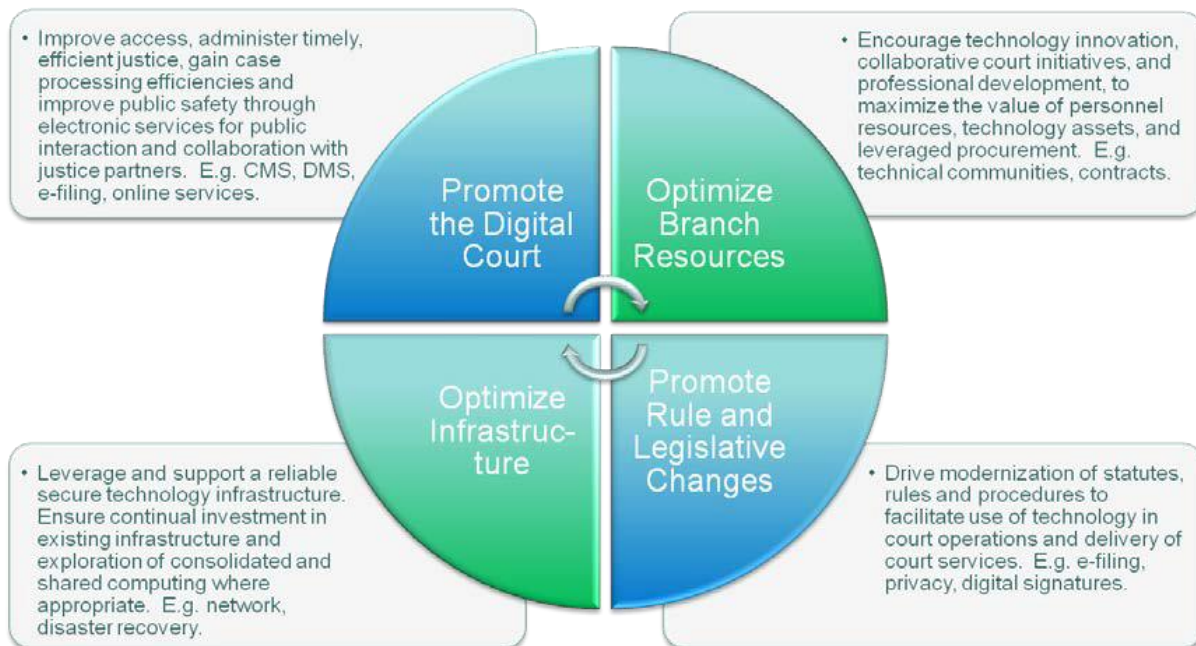 • Improve access, administer timely,
efficient justice, gain case
processing efficiencies and
improve public safety through
electronic services for public
interaction and collaboration with
justice partners.  E.g. CMS, DMS,
e-filing, online services.
• Encourage technology innovation,
collaborative court initiatives, and
professional development, to
maximize the value of personnel
resources, technology assets, and
leveraged procurement.  E.g.
technical communities, contracts.
Promote
the Digital
Court
Optimize
Branch
Resources
Optimize
Infrastruc-
ture
Promote
Rule and
Legislative
Changes
• Leverage and support a reliable
secure technology infrastructure.
Ensure continual investment in
existing infrastructure and
exploration of consolidated and
shared computing where
appropriate.  E.g. network,
disaster recovery.
• Drive modernization of statutes,
rules and procedures to
facilitate use of technology in
court operations and delivery of
court services.  E.g. e-filing,
privacy, digital signatures.